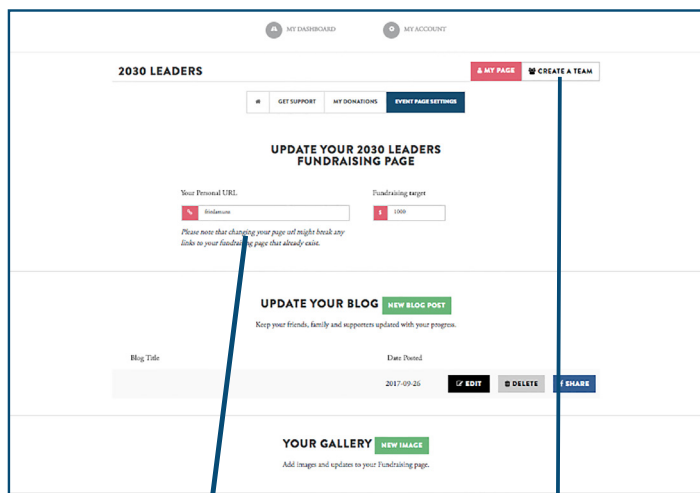 MY DASHBOARD MY ACCOUNT
2030 LEADERS MY PAGE CREATE A TEAM
GET SUPPORT MY DONATIONS EVENT PAGE SETTINGS
UPDATE YOUR 2030 LEADERS
FUNDRAISING PAGE
Your Personal URL Fundraising target
$ 1000
Please note that changing your page url might break any
links to your fundraising page that already exist.
UPDATE YOUR BLOG NEW BLOG POST
Keep your friends, family and supporters updated with your progress.
Blog Title Date Posted
2017-09-26 EDIT DELETE f SHARE
YOUR GALLERY NEW IMAGE
Add images and updates to your Fundraising page.